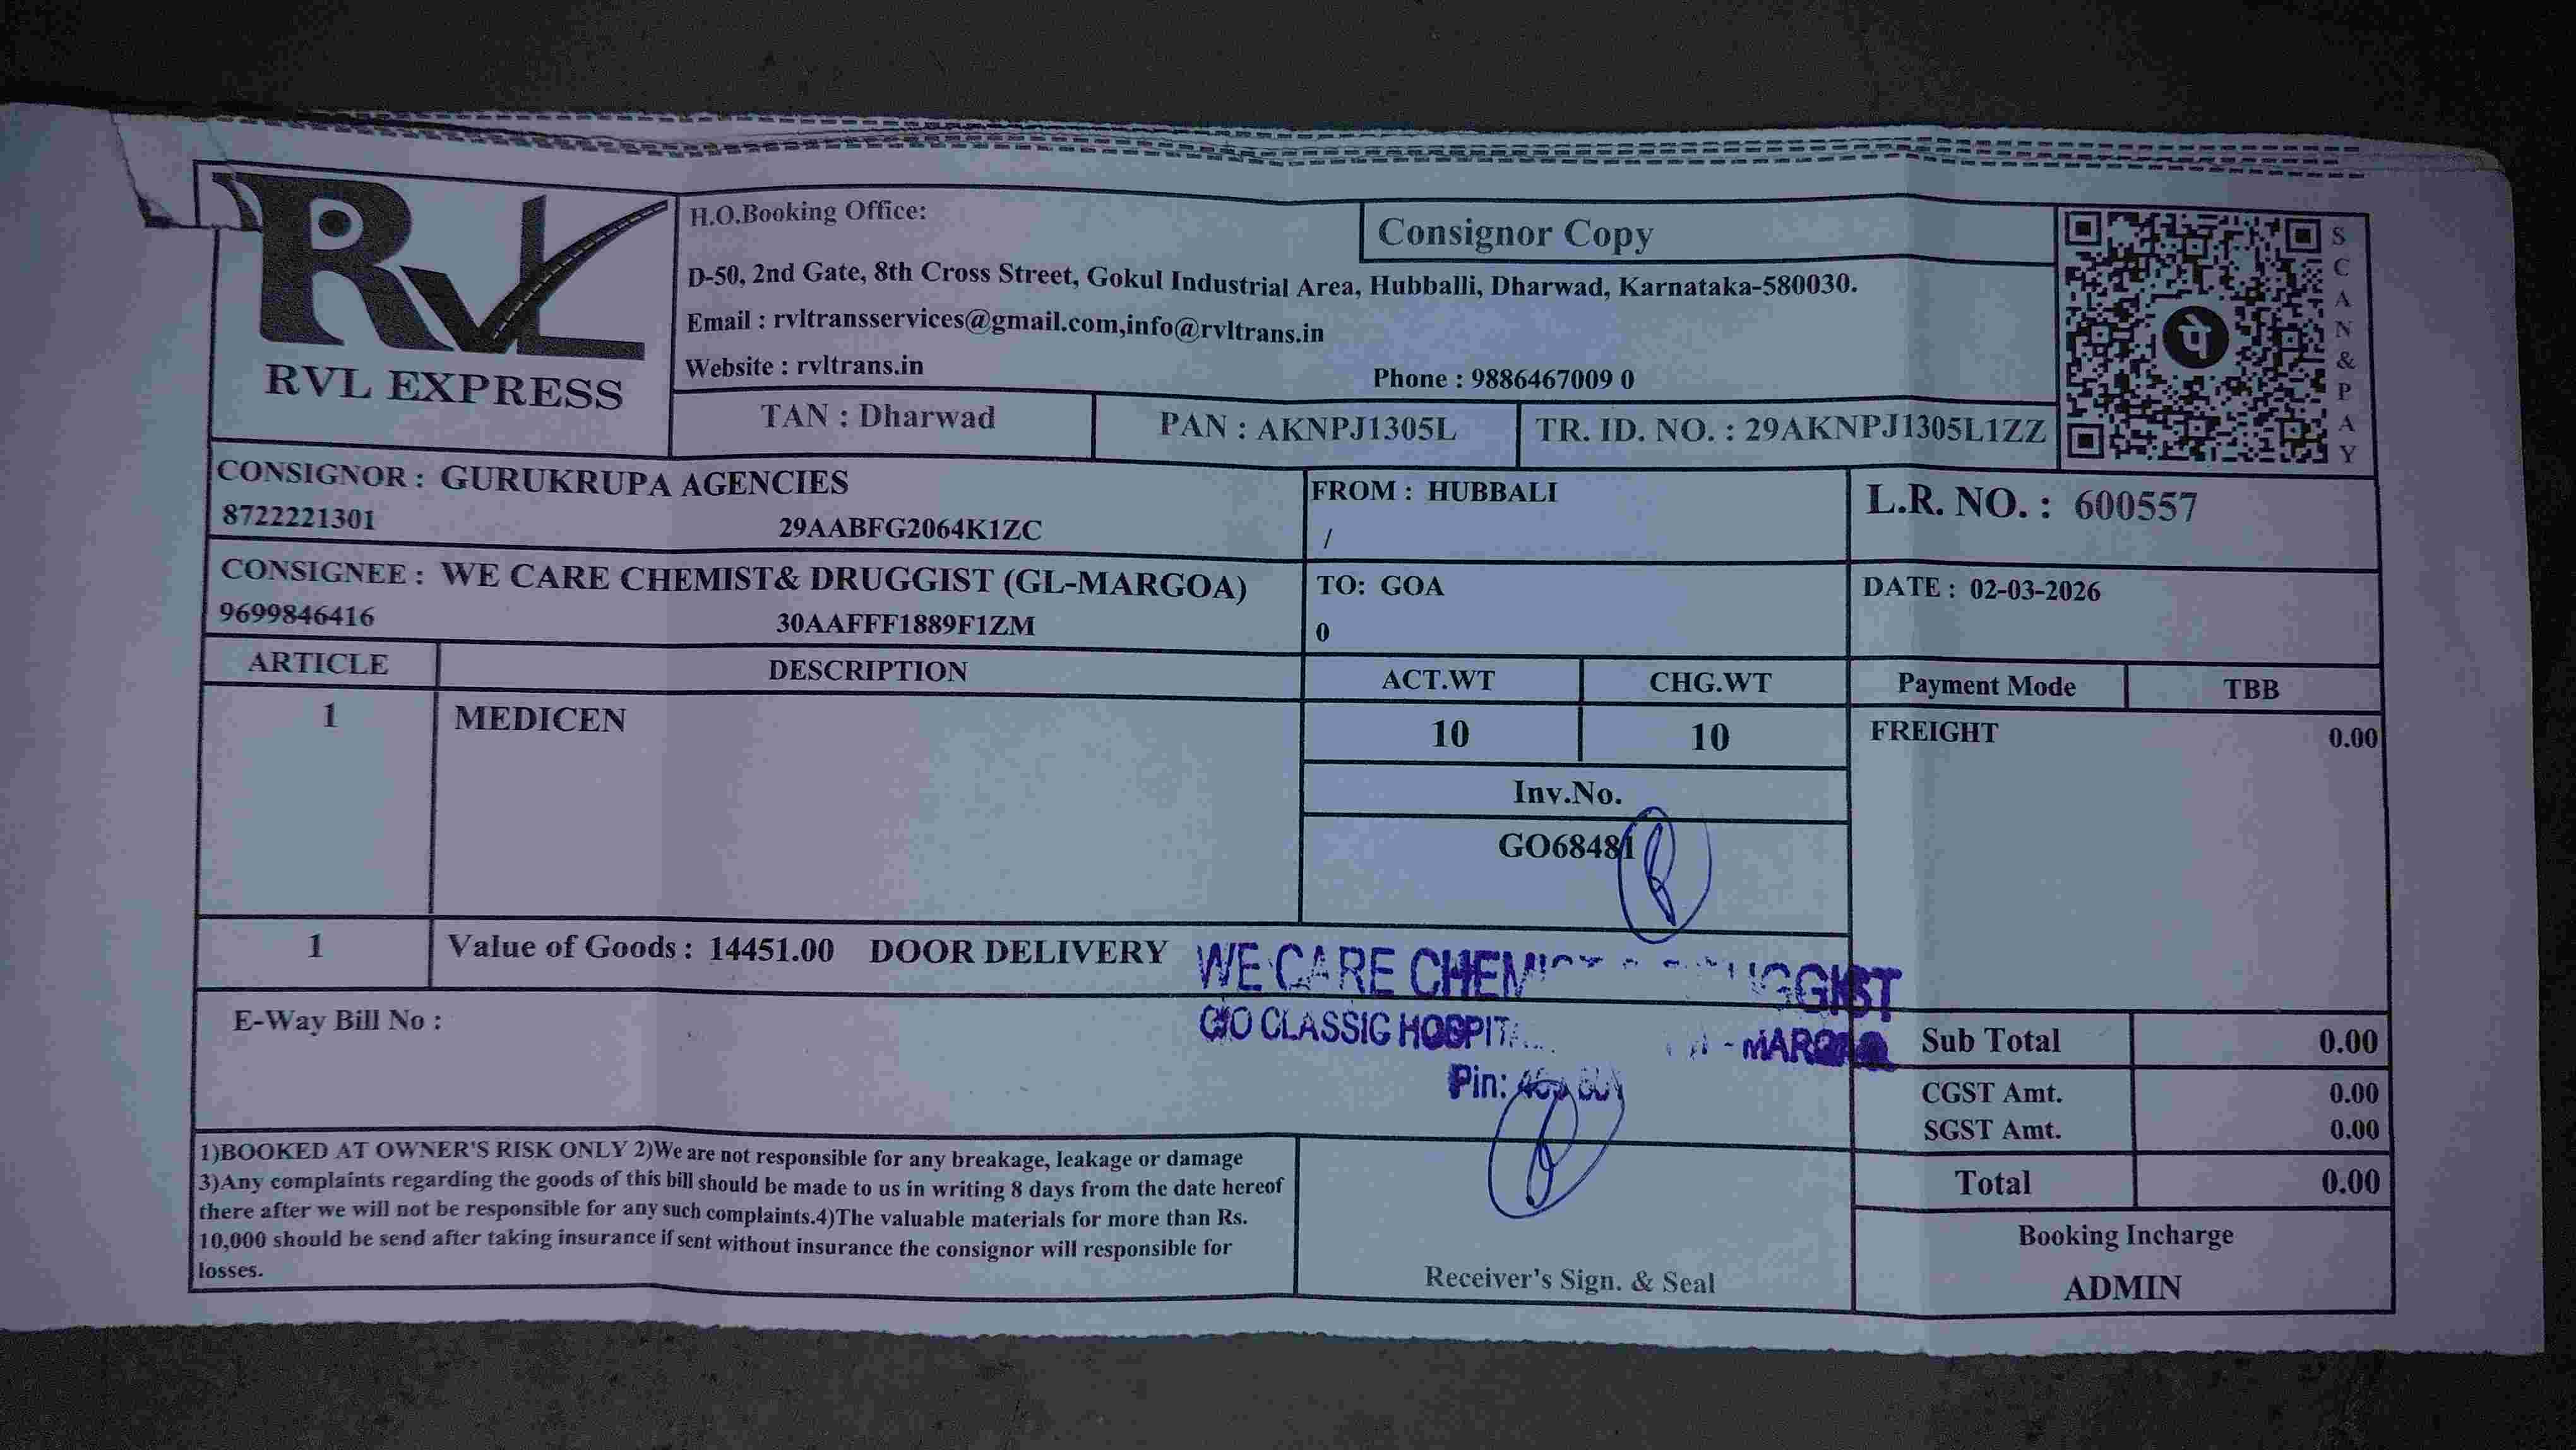 RVL
RVL EXPRESS
H.O.Booking Office:
Consignor Copy
D-50, 2nd Gate, 8th Cross Street, Gokul Industrial Area, Hubballi, Dharwad, Karnataka-580030.
Email : rvltransservices@gmail.com,info@rvltrans.in
Website : rvltrans.in
Phone : 9886467009 0
TAN : Dharwad
PAN : AKNPJ1305L
TR. ID. NO. : 29AKNPJ1305L1ZZ
पे
SCAN & PAY
CONSIGNOR : GURUKRUPA AGENCIES
8722221301 29AABFG2064K1ZC
FROM : HUBBALI
/
L.R. NO. : 600557
CONSIGNEE : WE CARE CHEMIST& DRUGGIST (GL-MARGOA)
9699846416 30AAFFF1889F1ZM
TO: GOA
0
DATE : 02-03-2026
ARTICLE DESCRIPTION ACT.WT CHG.WT Payment Mode TBB
1 MEDICEN 10 10 FREIGHT 0.00
Inv.No.
GO68481
1 Value of Goods : 14451.00 DOOR DELIVERY
WE CARE
C/O CLASSIC
Pin:
E-Way Bill No :
Sub Total 0.00
CGST Amt. 0.00
SGST Amt. 0.00
Total 0.00
1)BOOKED AT OWNER'S RISK ONLY 2)We are not responsible for any breakage, leakage or damage
3)Any complaints regarding the goods of this bill should be made to us in writing 8 days from the date hereof
there after we will not be responsible for any such complaints.4)The valuable materials for more than Rs.
10,000 should be send after taking insurance if sent without insurance the consignor will responsible for
losses.
Receiver's Sign. & Seal
Booking Incharge
ADMIN